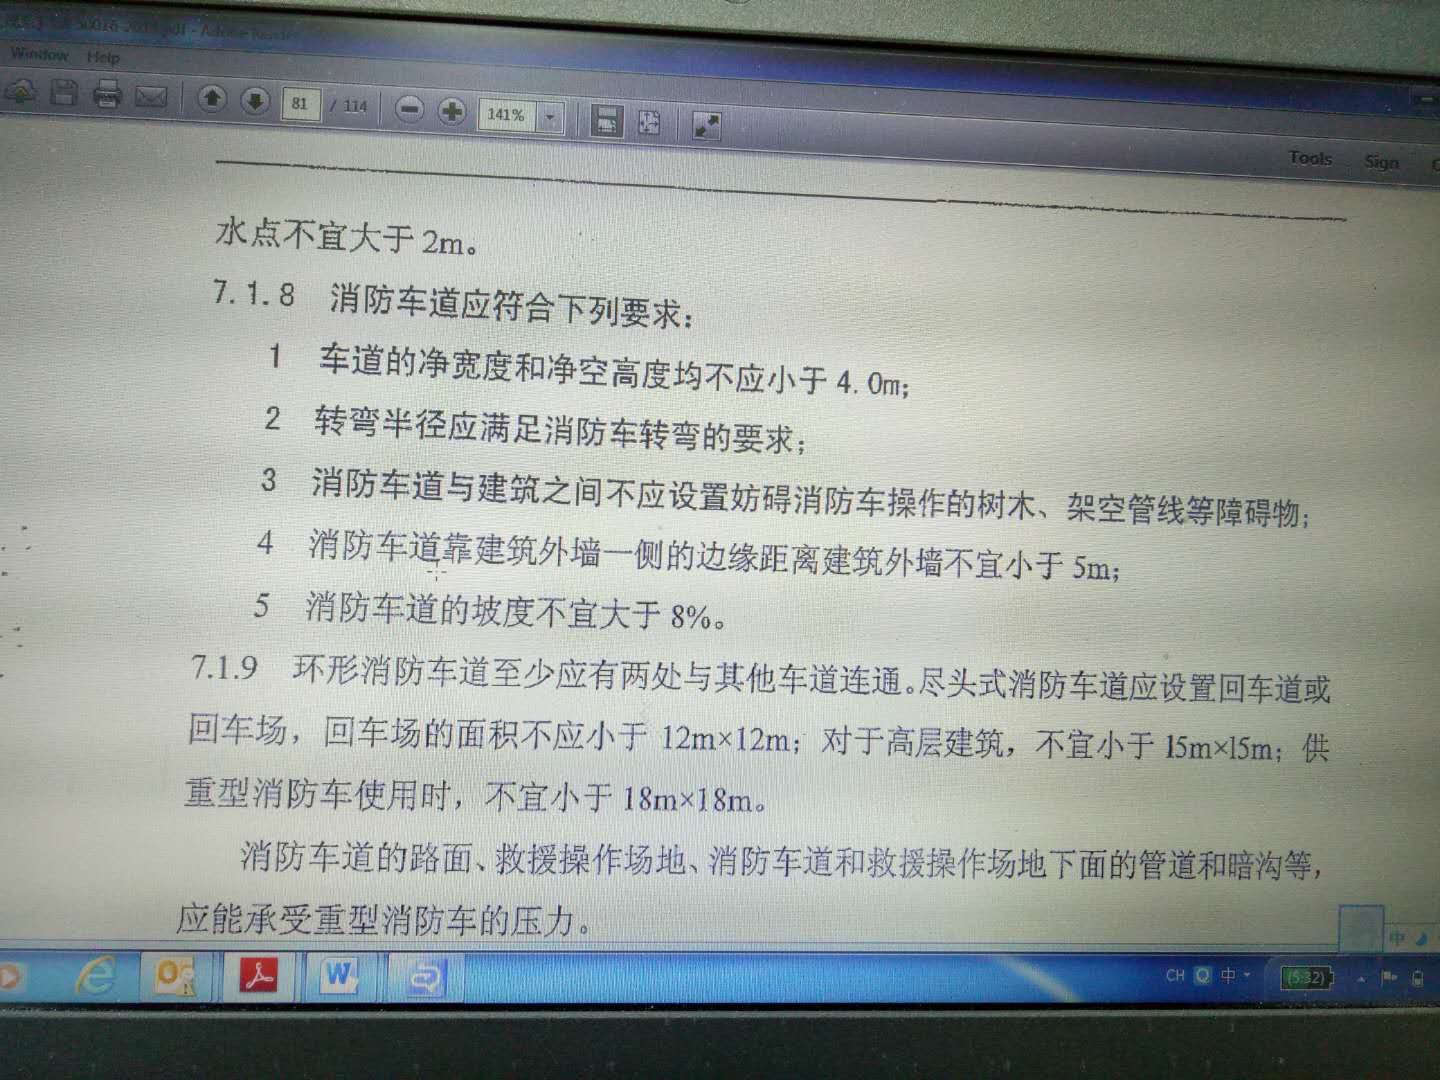 Window Help
81 / 114
141%
Tools Sign
水点不宜大于2m。
7.1.8 消防车道应符合下列要求:
1 车道的净宽度和净空高度均不应小于4.0m;
2 转弯半径应满足消防车转弯的要求;
3 消防车道与建筑之间不应设置妨碍消防车操作的树木、架空管线等障碍物;
4 消防车道靠建筑外墙一侧的边缘距离建筑外墙不宜小于5m;
5 消防车道的坡度不宜大于8%。
7.1.9 环形消防车道至少应有两处与其他车道连通。尽头式消防车道应设置回车道或
回车场，回车场的面积不应小于 12m×12m；对于高层建筑，不宜小于 15m×15m；供
重型消防车使用时，不宜小于 18m×18m。
消防车道的路面、救援操作场地、消防车道和救援操作场地下面的管道和暗沟等，
应能承受重型消防车的压力。
中
CH Q 中 (5:32)